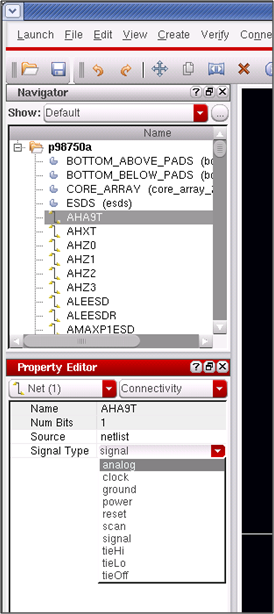 Launch File Edit View Create Verify Connec
Navigator
Show: Default
Name
p98750a
BOTTOM_ABOVE_PADS (bo
BOTTOM_BELOW_PADS (bo
CORE_ARRAY (core_array_2
ESDS (esds)
AHA9T
AHXT
AHZ0
AHZ1
AHZ2
AHZ3
ALEESD
ALEESDR
AMAXP1ESD
Property Editor
Net (1) Connectivity
Name AHA9T
Num Bits 1
Source netlist
Signal Type signal
analog
clock
ground
power
reset
scan
signal
tieHi
tieLo
tieOff